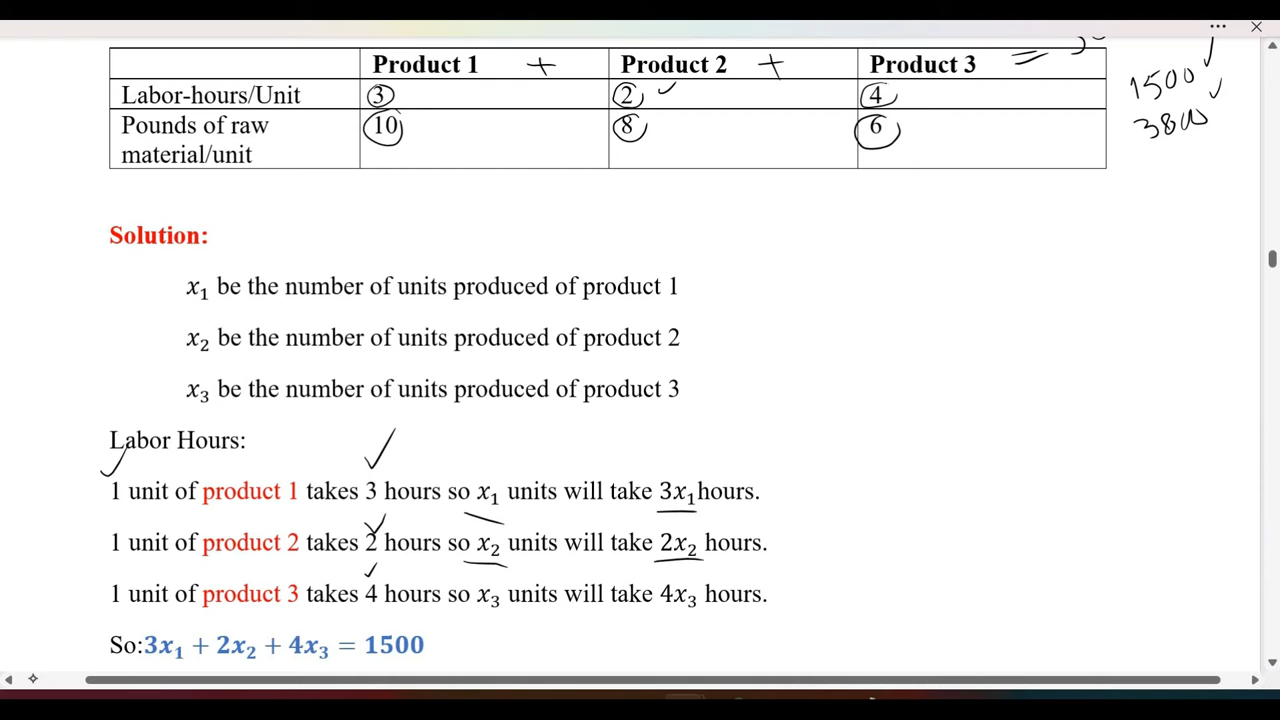 Product 1 + Product 2 + Product 3 =
1500
Labor-hours/Unit 3 2 4
3800
Pounds of raw material/unit 10 8 6
Solution:
x₁ be the number of units produced of product 1
x₂ be the number of units produced of product 2
x₃ be the number of units produced of product 3
Labor Hours:
1 unit of product 1 takes 3 hours so x₁ units will take 3x₁hours.
1 unit of product 2 takes 2 hours so x₂ units will take 2x₂ hours.
1 unit of product 3 takes 4 hours so x₃ units will take 4x₃ hours.
So:3x₁ + 2x₂ + 4x₃ = 1500